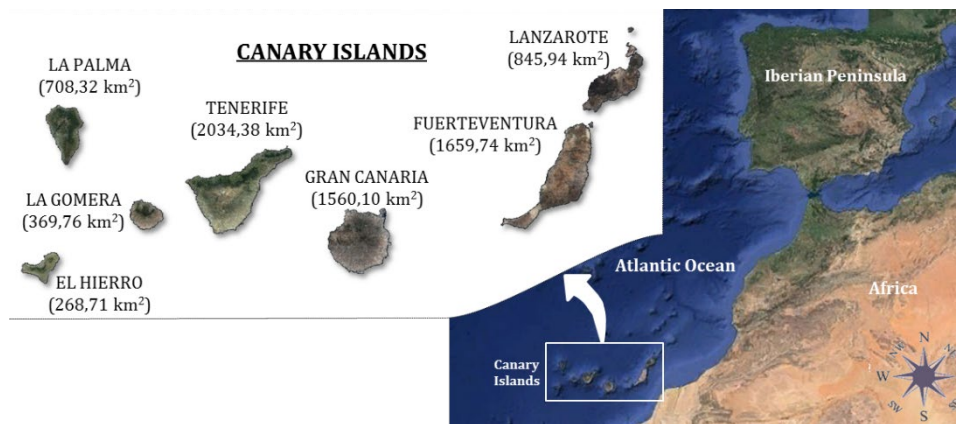 CANARY ISLANDS
LA PALMA
(708,32 km²)
TENERIFE
(2034,38 km²)
LANZAROTE
(845,94 km²)
FUERTEVENTURA
(1659,74 km²)
GRAN CANARIA
(1560,10 km²)
LA GOMERA
(369,76 km²)
EL HIERRO
(268,71 km²)
Iberian Peninsula
Atlantic Ocean
Africa
Canary
Islands
N
NW
W
SW
S